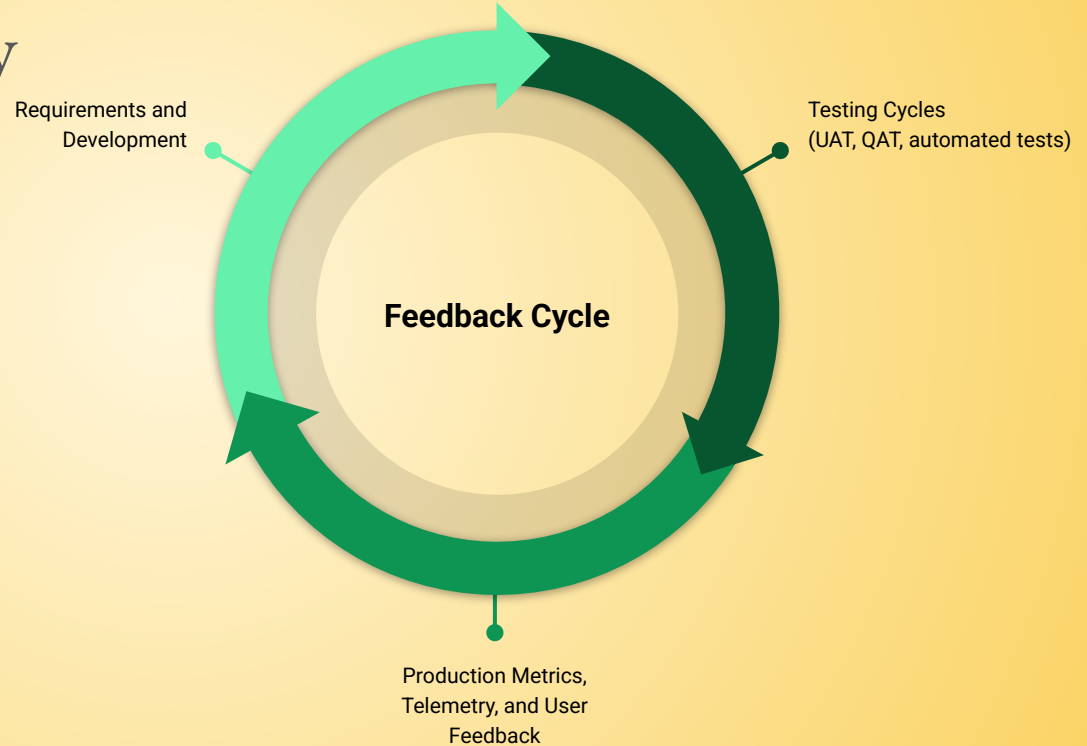 Requirements and
Development
Testing Cycles
(UAT, QAT, automated tests)
Feedback Cycle
Production Metrics,
Telemetry, and User
Feedback